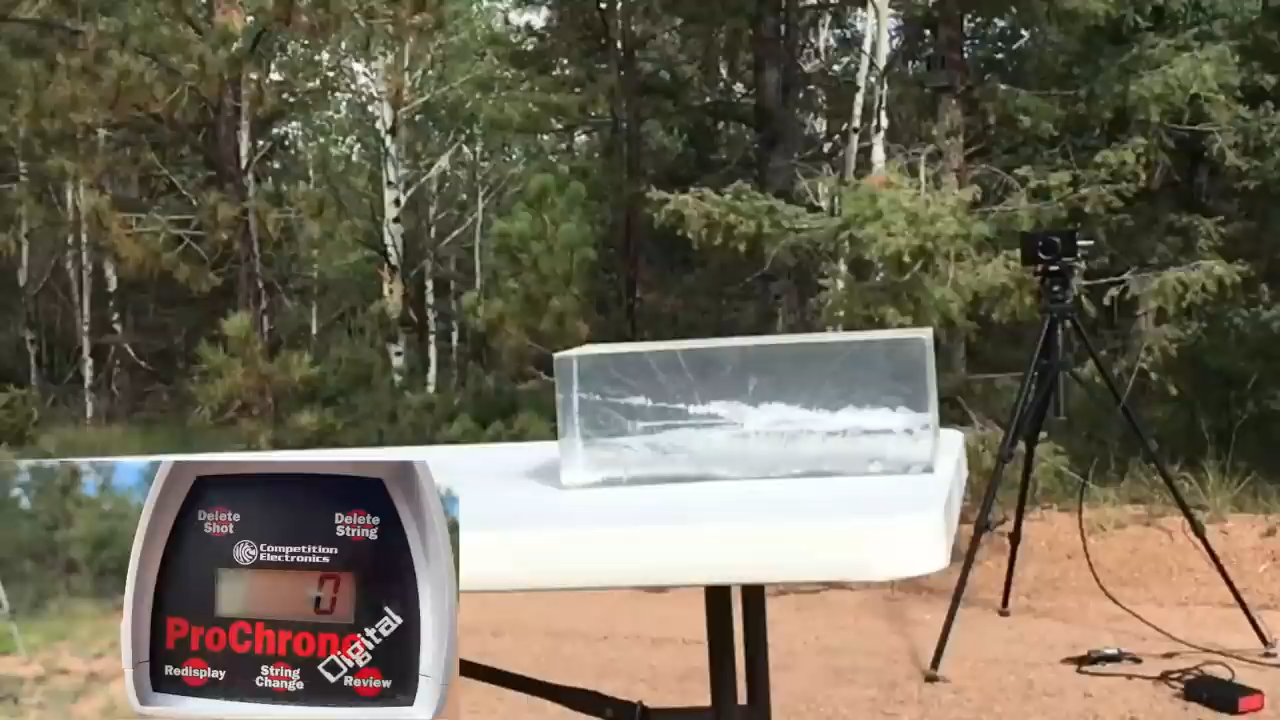 Delete
Shot
Delete
String
Competition
Electronics
0
ProChrono
Digital
Redisplay
String
Change
Review